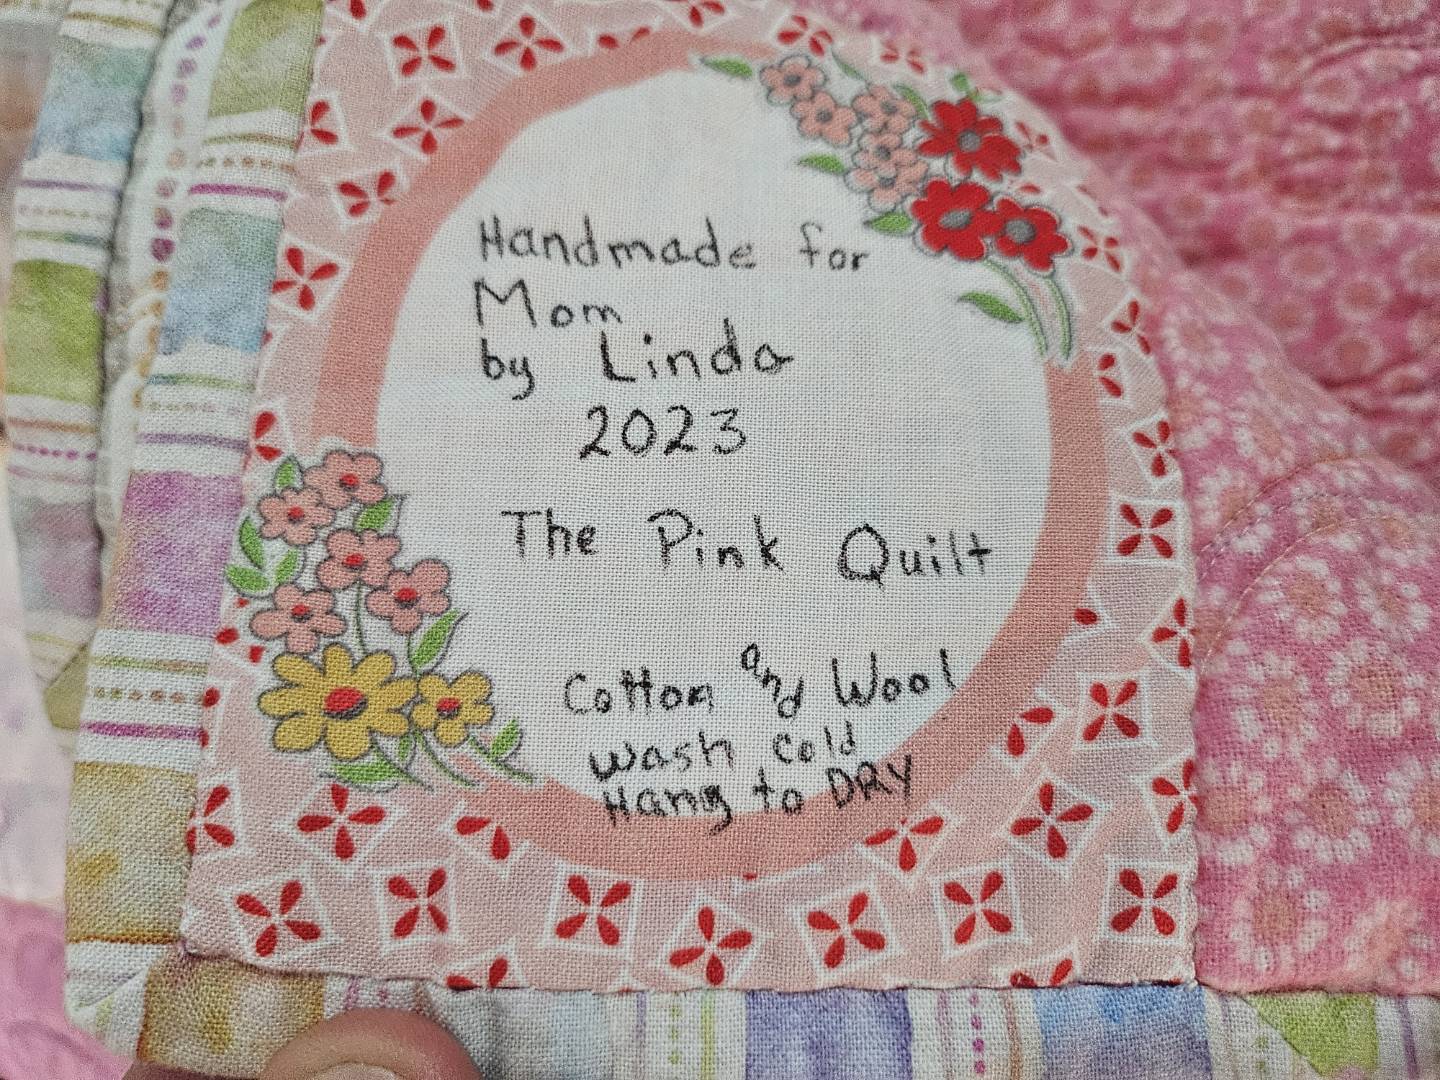 Handmade for
Mom
by Linda
2023
The Pink Quilt
Cotton and Wool
wash cold
Hang to DRY